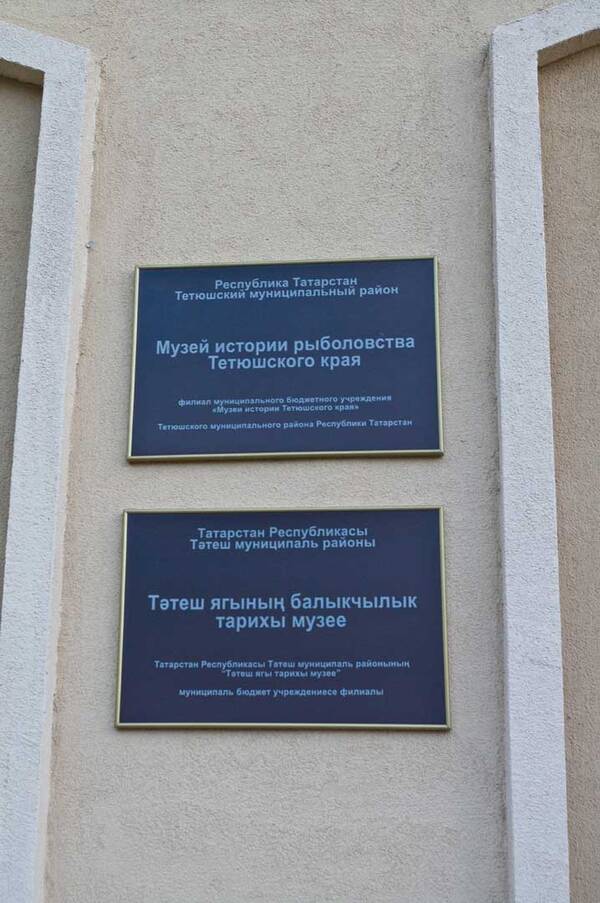 Республика Татарстан
Тетюшский муниципальный район
Музей истории рыболовства
Тетюшского края
филиал муниципального бюджетного учреждения
«Музеи истории Тетюшского края»
Тетюшского муниципального района Республики Татарстан
Татарстан Республикасы
Тәтеш муниципаль районы
Тәтеш ягының балыкчылык
тарихы музее
Татарстан Республикасы Тәтеш муниципаль районының
"Тәтеш ягы тарихы музее"
муниципаль бюджет учреждениесе филиалы